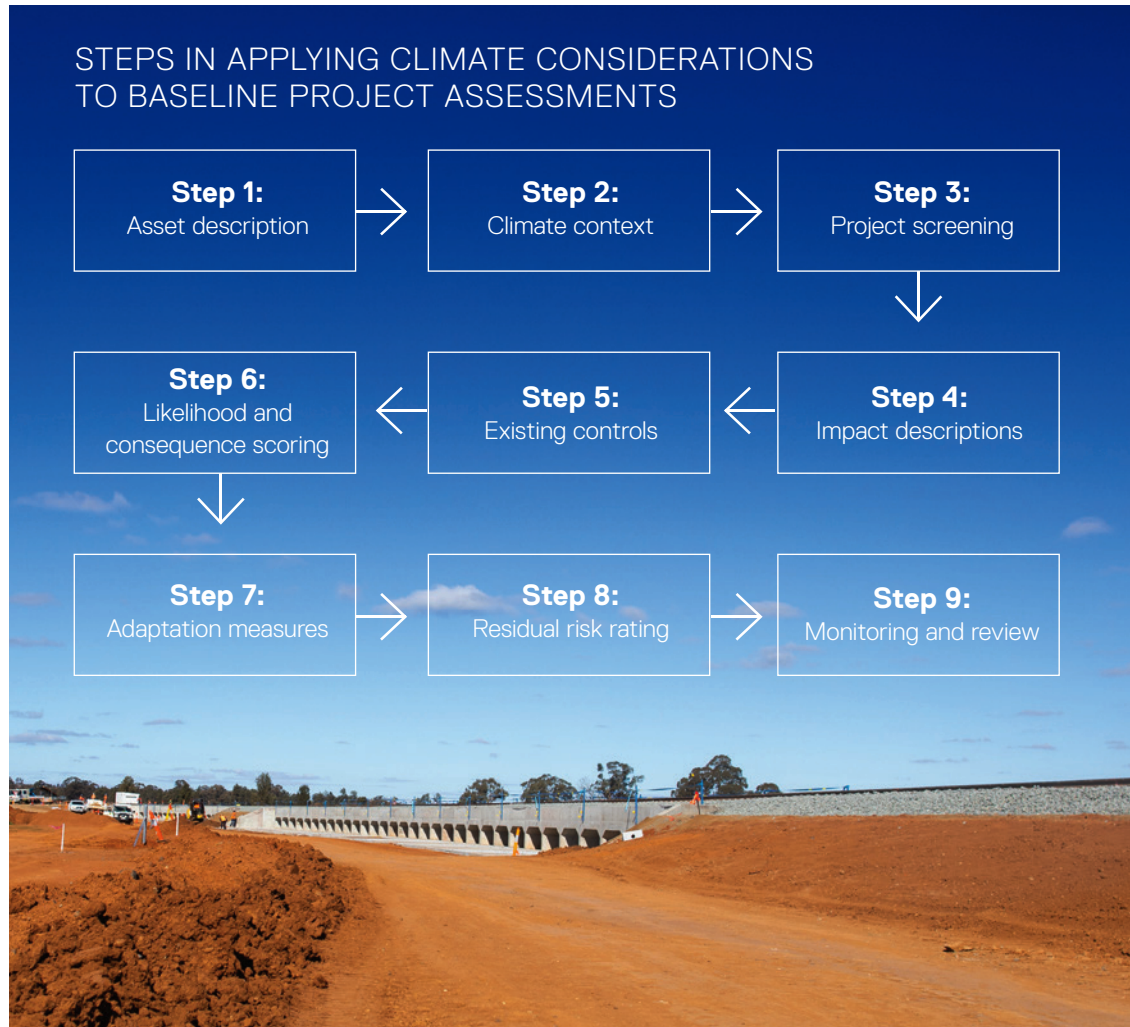 STEPS IN APPLYING CLIMATE CONSIDERATIONS
TO BASELINE PROJECT ASSESSMENTS
Step 1:
Asset description
Step 2:
Climate context
Step 3:
Project screening
Step 4:
Impact descriptions
Step 5:
Existing controls
Step 6:
Likelihood and
consequence scoring
Step 7:
Adaptation measures
Step 8:
Residual risk rating
Step 9:
Monitoring and review